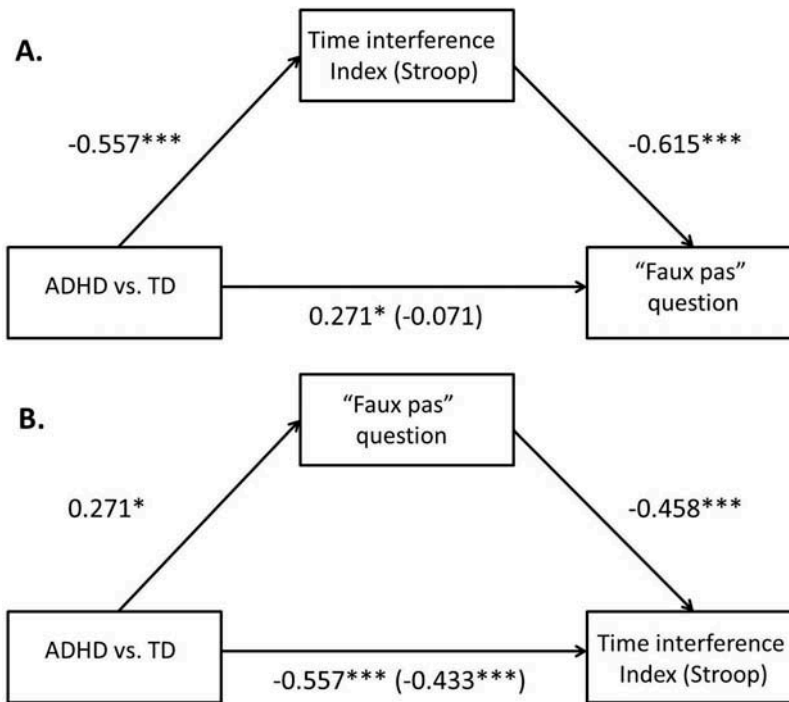 A.
Time interference
Index (Stroop)
-0.557***
-0.615***
ADHD vs. TD
"Faux pas"
question
0.271* (-0.071)
B.
"Faux pas"
question
0.271*
-0.458***
ADHD vs. TD
Time interference
Index (Stroop)
-0.557*** (-0.433***)